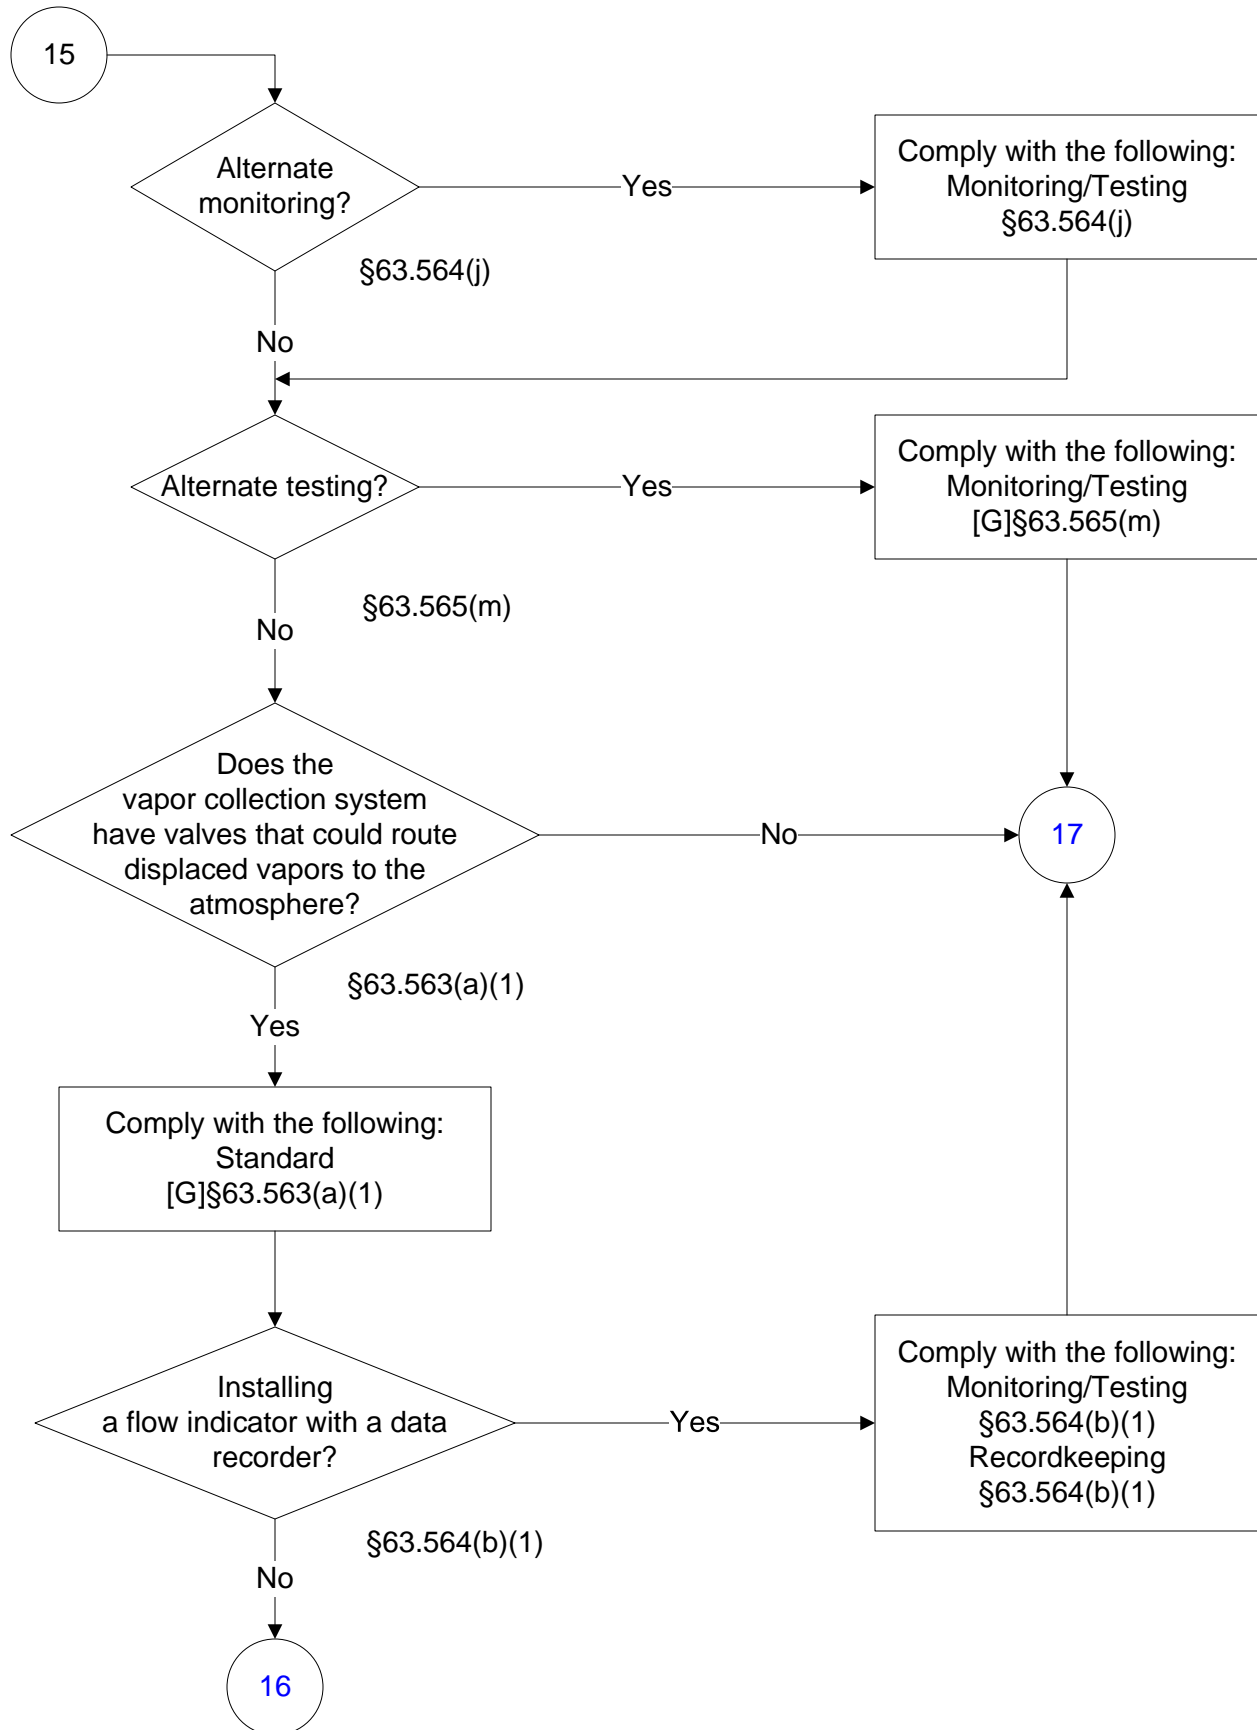 15
Alternate
monitoring?
Yes
Comply with the following:
Monitoring/Testing
§63.564(j)
§63.564(j)
No
Alternate testing?
Yes
Comply with the following:
Monitoring/Testing
[G]§63.565(m)
§63.565(m)
No
Does the
vapor collection system
have valves that could route
displaced vapors to the
atmosphere?
No
17
§63.563(a)(1)
Yes
Comply with the following:
Standard
[G]§63.563(a)(1)
Installing
a flow indicator with a data
recorder?
Yes
Comply with the following:
Monitoring/Testing
§63.564(b)(1)
Recordkeeping
§63.564(b)(1)
§63.564(b)(1)
No
16